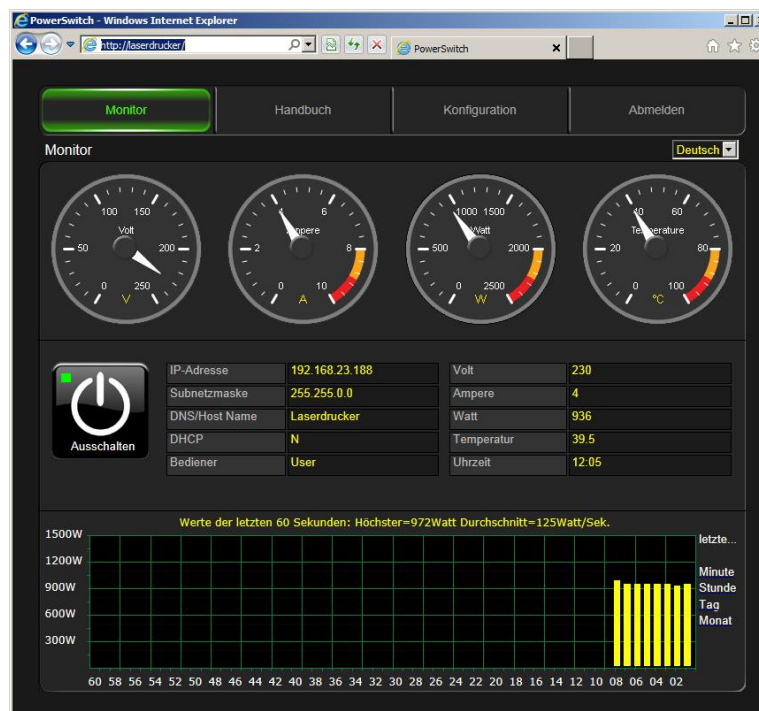 PowerSwitch - Windows Internet Explorer
http://laserdrucker/
PowerSwitch
Monitor Handbuch Konfiguration Abmelden
Monitor
Deutsch
0 50 100 150 200 250
Volt
V
0 2 4 6 8 10
Ampere
A
0 500 1000 1500 2000 2500
Watt
W
0 20 40 60 80 100
Temperature
°C
Ausschalten
IP-Adresse 192.168.23.188 Volt 230
Subnetzmaske 255.255.0.0 Ampere 4
DNS/Host Name Laserdrucker Watt 936
DHCP N Temperatur 39.5
Bediener User Uhrzeit 12:05
Werte der letzten 60 Sekunden: Höchster=972Watt Durchschnitt=125Watt/Sek.
1500W
1200W
900W
600W
300W
letzte...
Minute
Stunde
Tag
Monat
60 58 56 54 52 50 48 46 44 42 40 38 36 34 32 30 28 26 24 22 20 18 16 14 12 10 08 06 04 02